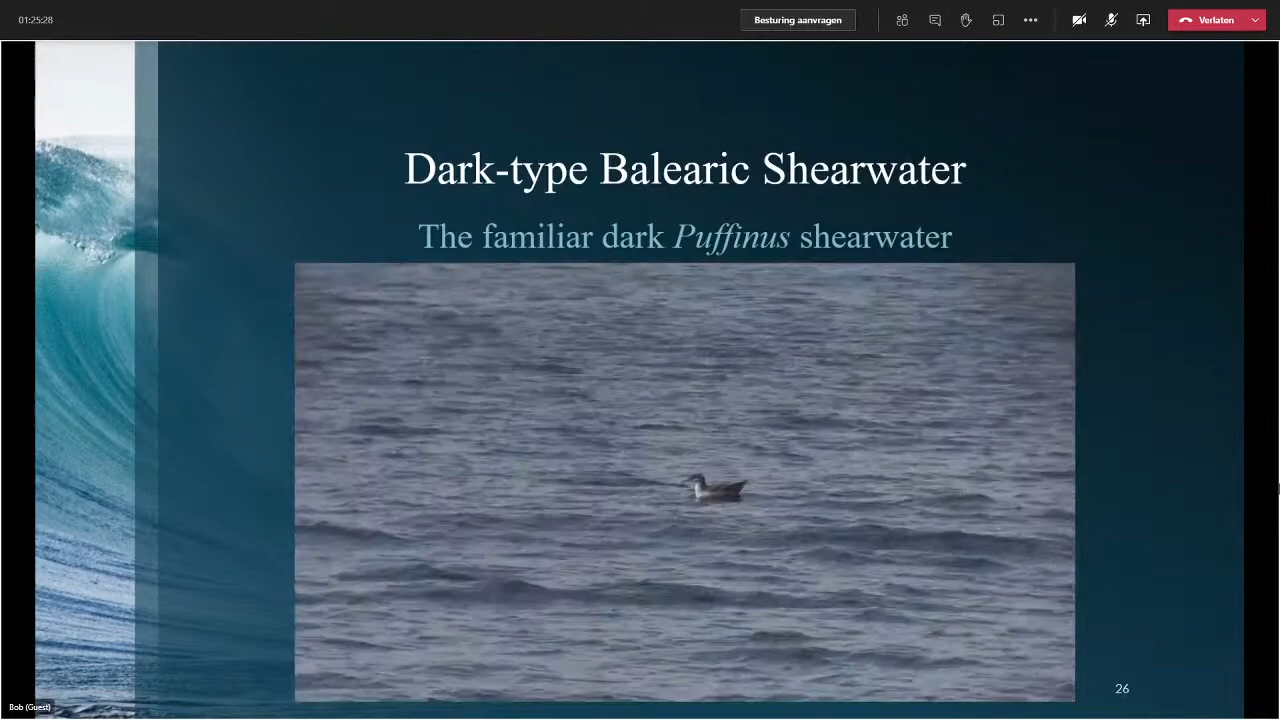 01:25:28
Besturing aanvragen
Verlaten
Dark-type Balearic Shearwater
The familiar dark Puffinus shearwater
26
Bob (Guest)